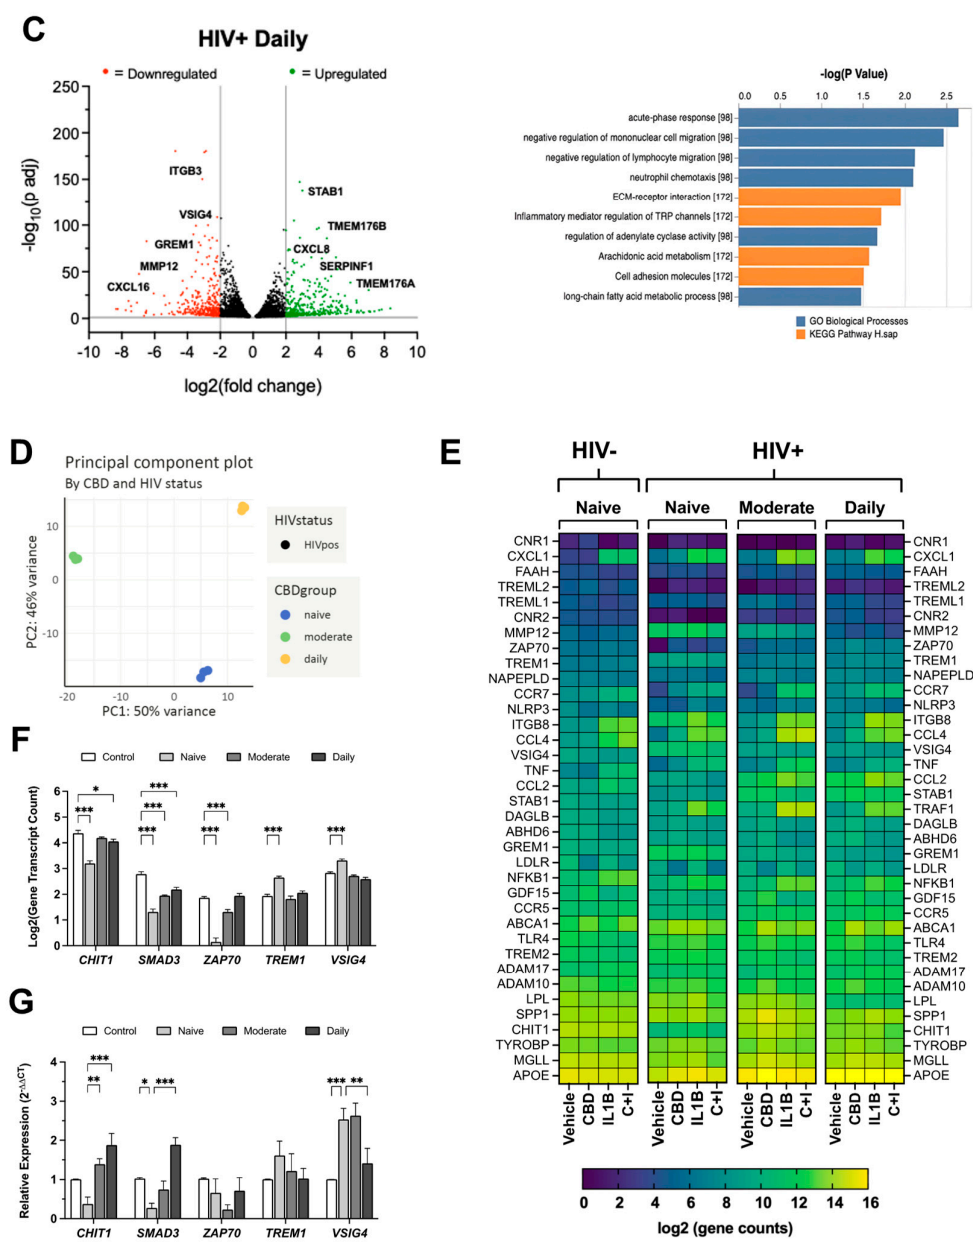 C
HIV+ Daily
= Downregulated
= Upregulated
250
200
150
100
50
0
-log10(p adj)
ITGB3
VSIG4
GREM1
MMP12
CXCL16
STAB1
TMEM176B
CXCL8
SERPINF1
TMEM176A
-10 -8 -6 -4 -2 0 2 4 6 8 10
log2(fold change)
-log(P Value)
0.0 0.5 1.0 1.5 2.0 2.5
acute-phase response [98]
negative regulation of mononuclear cell migration [98]
negative regulation of lymphocyte migration [98]
neutrophil chemotaxis [98]
ECM-receptor interaction [172]
Inflammatory mediator regulation of TRP channels [172]
regulation of adenylate cyclase activity [98]
Arachidonic acid metabolism [172]
Cell adhesion molecules [172]
long-chain fatty acid metabolic process [98]
GO Biological Processes
KEGG Pathway H.sap
D
Principal component plot
By CBD and HIV status
10
0
-10
PC2: 46% variance
-20 -10 0 10
PC1: 50% variance
HIVstatus
HIVpos
CBDgroup
naive
moderate
daily
E
HIV- HIV+
Naive Naive Moderate Daily
CNR1 CNR1
CXCL1 CXCL1
FAAH FAAH
TREML2 TREML2
TREML1 TREML1
CNR2 CNR2
MMP12 MMP12
ZAP70 ZAP70
TREM1 TREM1
NAPEPLD NAPEPLD
CCR7 CCR7
NLRP3 NLRP3
ITGB8 ITGB8
CCL4 CCL4
VSIG4 VSIG4
TNF TNF
CCL2 CCL2
STAB1 STAB1
DAGLB TRAF1
ABHD6 DAGLB
GREM1 ABHD6
LDLR GREM1
NFKB1 LDLR
GDF15 NFKB1
CCR5 GDF15
ABCA1 CCR5
TLR4 ABCA1
TREM2 TLR4
ADAM17 TREM2
ADAM10 ADAM17
LPL ADAM10
SPP1 LPL
CHIT1 SPP1
TYROBP CHIT1
MGLL TYROBP
APOE MGLL
APOE
Vehicle CBD IL1B C+I Vehicle CBD IL1B C+I Vehicle CBD IL1B C+I Vehicle CBD IL1B C+I
0 2 4 6 8 10 12 14 16
log2 (gene counts)
F
Control Naive Moderate Daily
6
5
4
3
2
1
0
Log2(Gene Transcript Count)
* *** *** *** *** *** *** *** ***
CHIT1 SMAD3 ZAP70 TREM1 VSIG4
G
Control Naive Moderate Daily
4
3
2
1
0
Relative Expression (2-ΔΔCT)
*** ** * *** *** **
CHIT1 SMAD3 ZAP70 TREM1 VSIG4